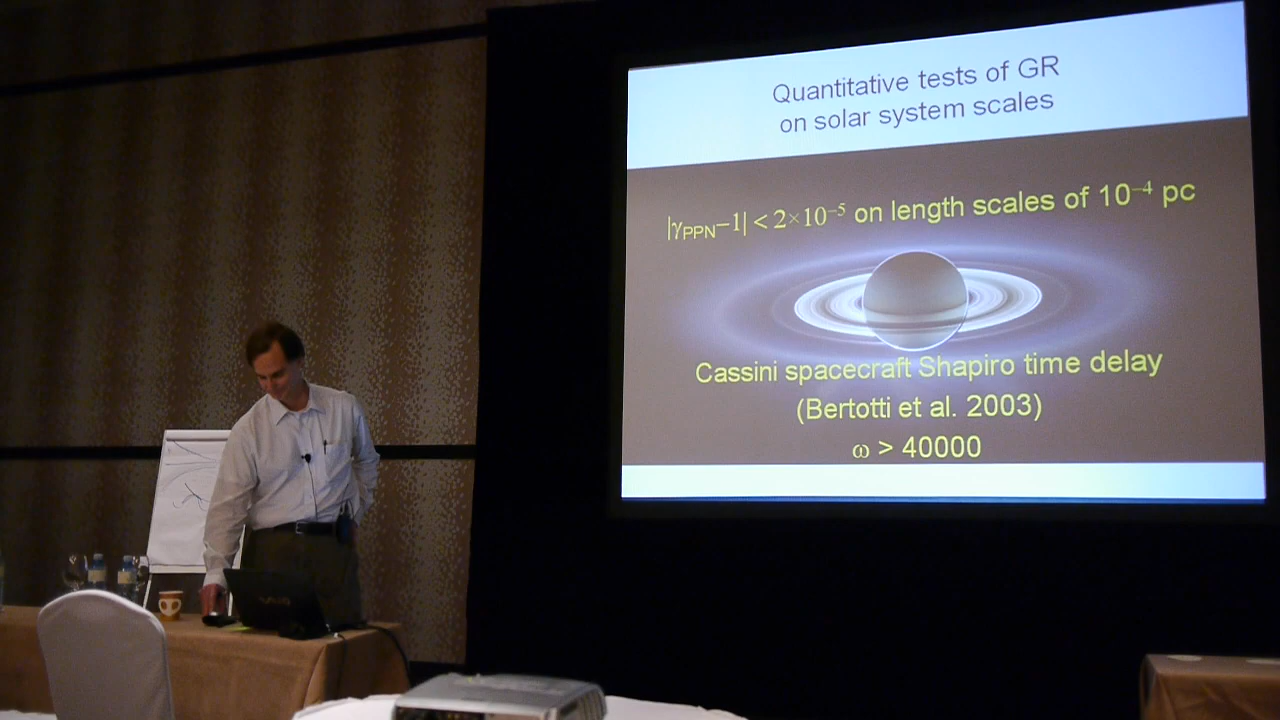 Quantitative tests of GR
on solar system scales
|γPPN−1| < 2×10⁻⁵ on length scales of 10⁻⁴ pc
Cassini spacecraft Shapiro time delay
(Bertotti et al. 2003)
ω > 40000